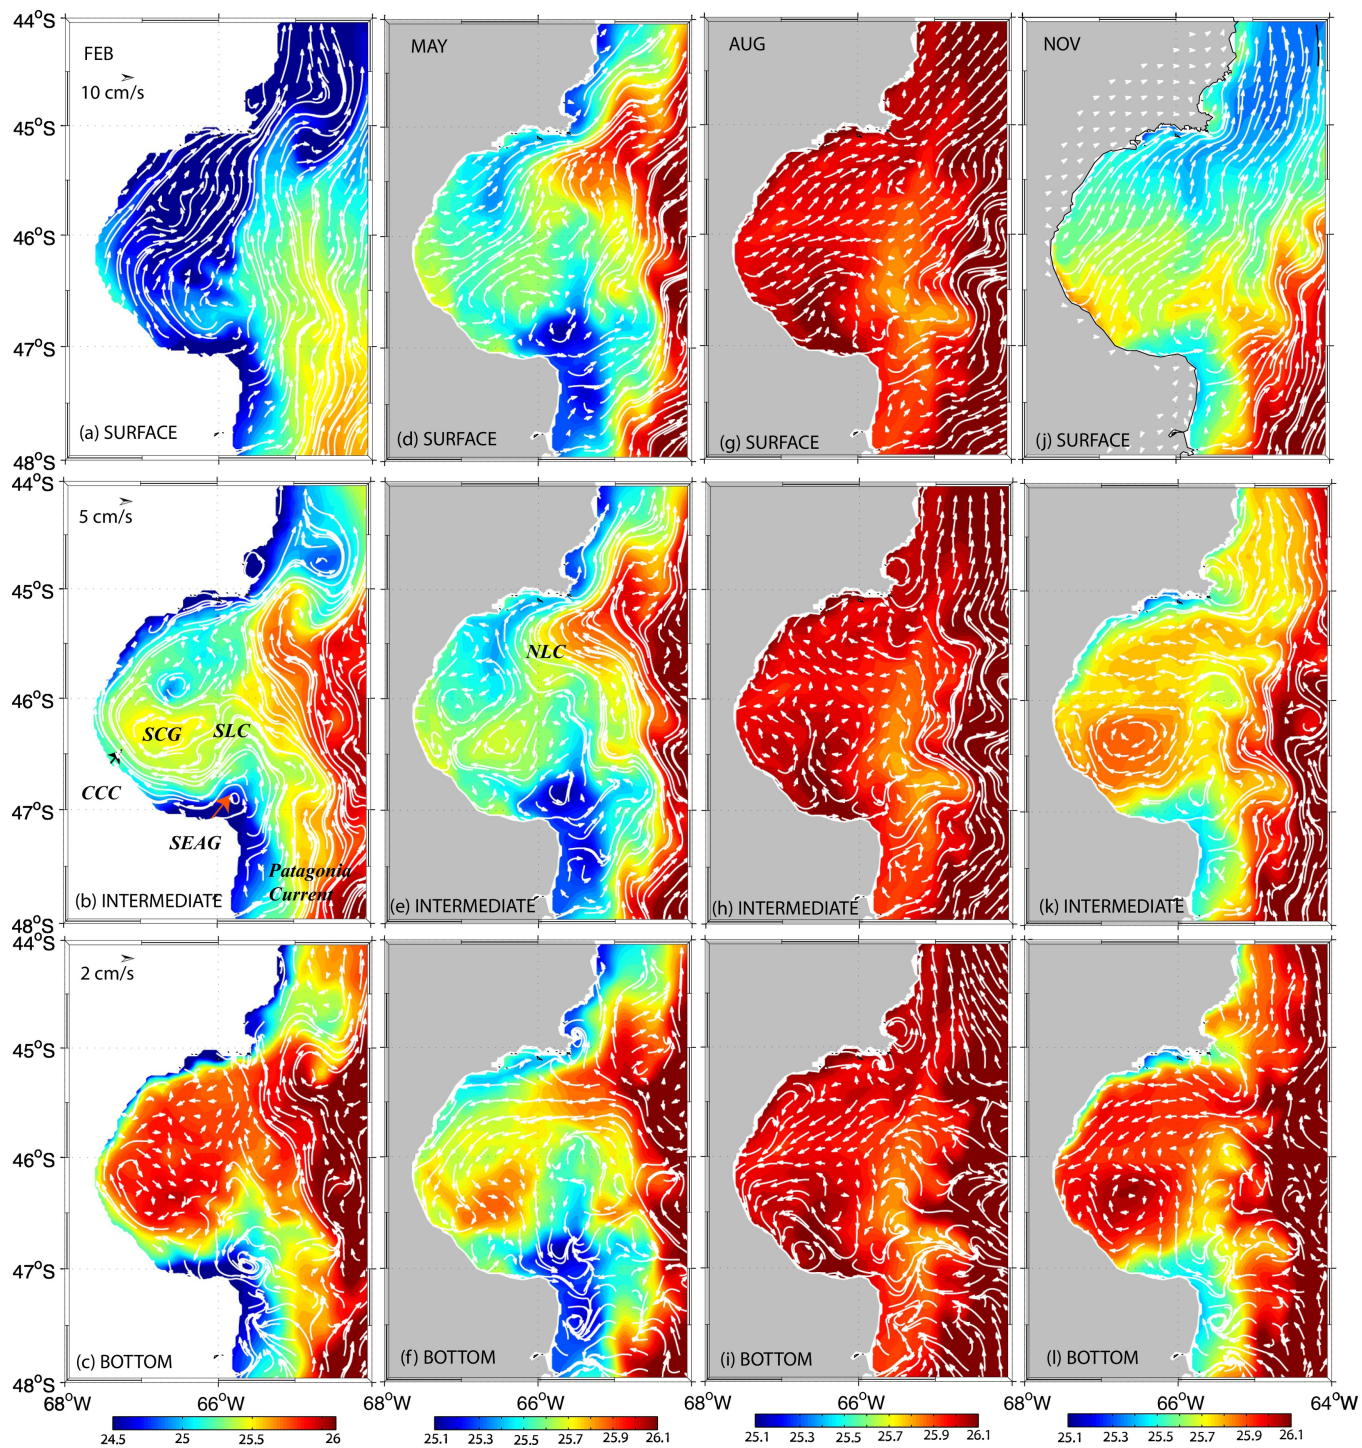 44°S
FEB
10 cm/s
MAY
AUG
NOV
45°S
46°S
47°S
(a) SURFACE
(d) SURFACE
(g) SURFACE
(j) SURFACE
48°S
44°S
5 cm/s
45°S
NLC
46°S
SCG
SLC
CCC
47°S
SEAG
Patagonia
Current
(b) INTERMEDIATE
(e) INTERMEDIATE
(h) INTERMEDIATE
(k) INTERMEDIATE
48°S
44°S
2 cm/s
45°S
46°S
47°S
(c) BOTTOM
(f) BOTTOM
(i) BOTTOM
(l) BOTTOM
48°S
68°W 66°W 68°W 66°W 68°W 66°W 68°W 66°W 64°W
24.5 25 25.5 26 25.1 25.3 25.5 25.7 25.9 26.1 25.1 25.3 25.5 25.7 25.9 26.1 25.1 25.3 25.5 25.7 25.9 26.1